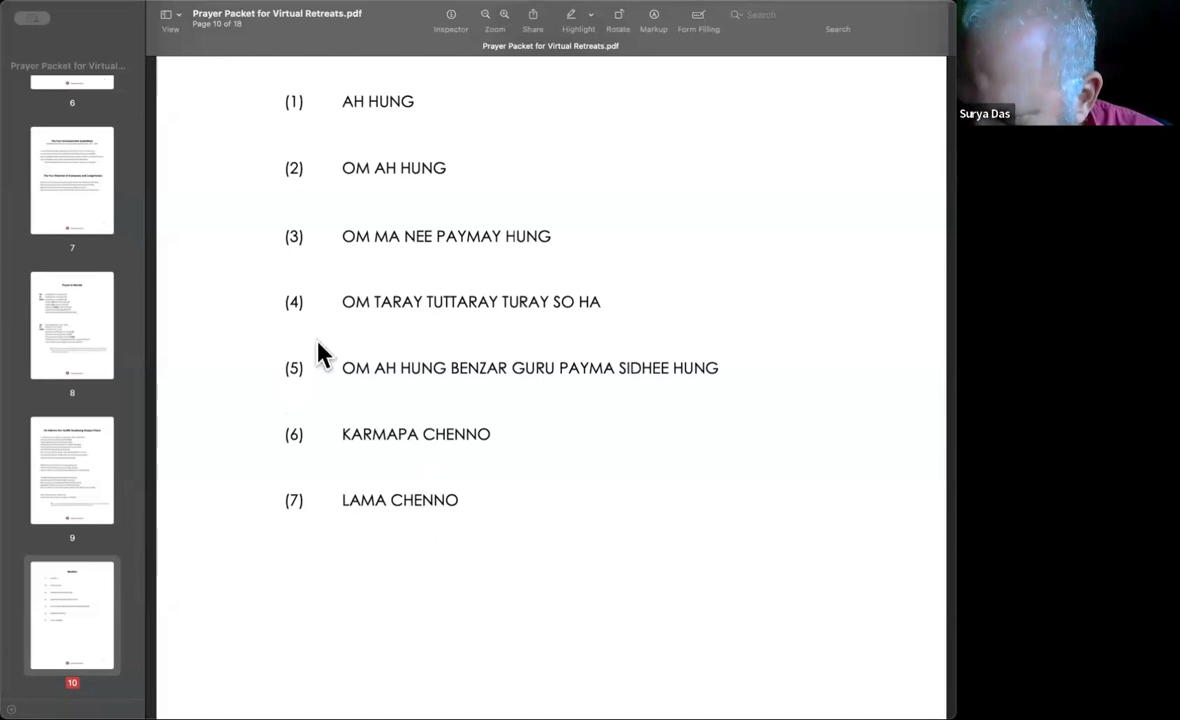 Prayer Packet for Virtual Retreats.pdf
Page 10 of 18
View
Inspector
Zoom
Share
Highlight
Rotate
Markup
Form Filling
Search
Search
Prayer Packet for Virtual Retreats.pdf
Prayer Packet for Virtual...
6
7
8
9
10
(1) AH HUNG
(2) OM AH HUNG
(3) OM MA NEE PAYMAY HUNG
(4) OM TARAY TUTTARAY TURAY SO HA
(5) OM AH HUNG BENZAR GURU PAYMA SIDHEE HUNG
(6) KARMAPA CHENNO
(7) LAMA CHENNO
Surya Das